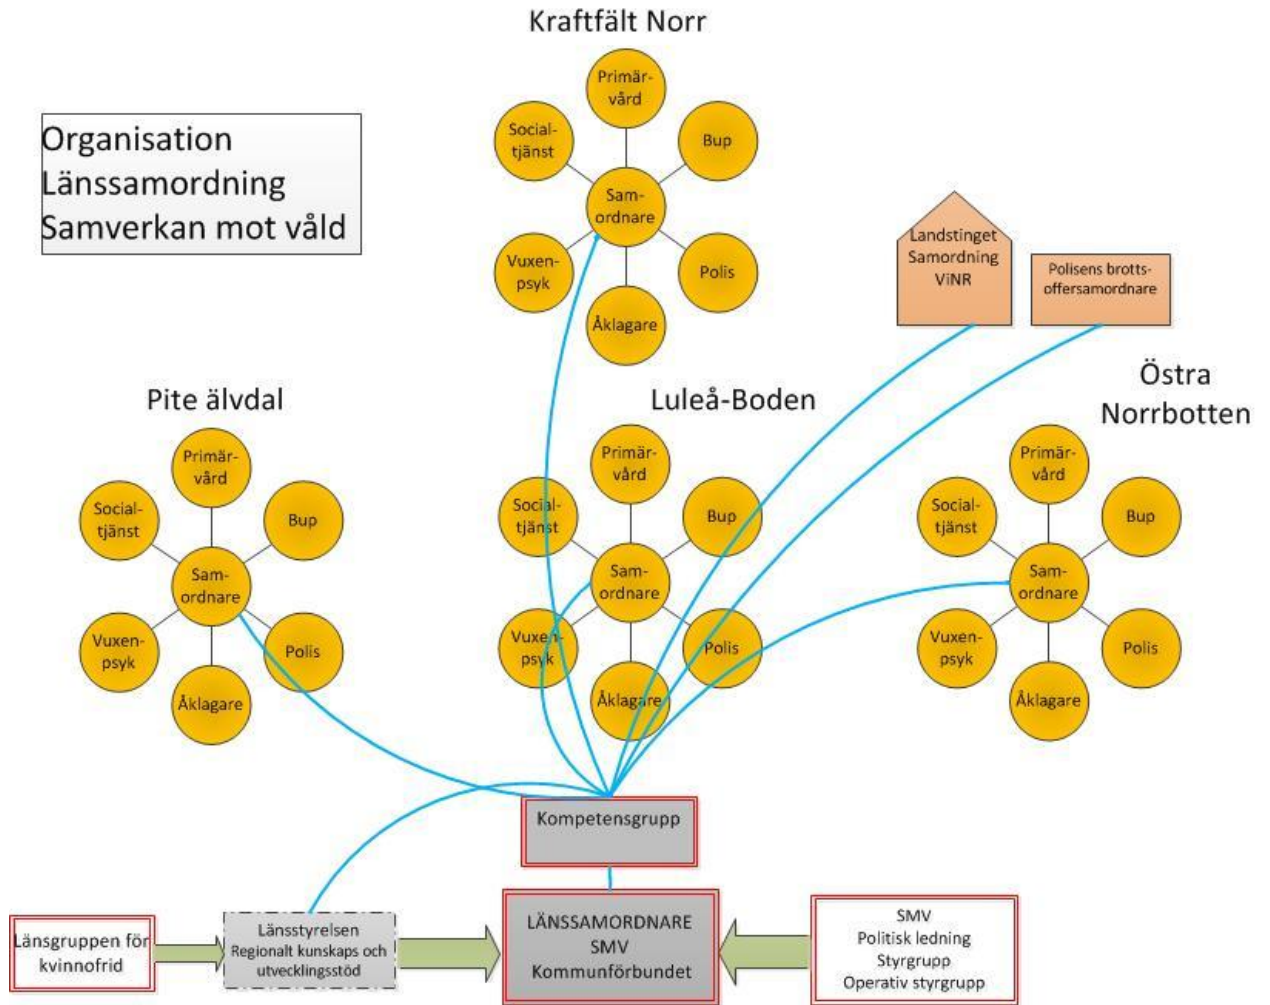 Kraftfält Norr
Organisation
Länssamordning
Samverkan mot våld
Primär-
vård
Social-
tjänst
Bup
Sam-
ordnare
Vuxen-
psyk
Polis
Åklagare
Landstinget
Samordning
ViNR
Polisens brotts-
offersamordnare
Pite älvdal
Primär-
vård
Social-
tjänst
Bup
Sam-
ordnare
Vuxen-
psyk
Polis
Åklagare
Luleå-Boden
Primär-
vård
Social-
tjänst
Bup
Sam-
ordnare
Vuxen-
psyk
Polis
Åklagare
Östra
Norrbotten
Primär-
vård
Social-
tjänst
Bup
Sam-
ordnare
Vuxen-
psyk
Polis
Åklagare
Kompetensgrupp
Länsgruppen för
kvinnofrid
Länsstyrelsen
Regionalt kunskaps och
utvecklingsstöd
LÄNSSAMORDNARE
SMV
Kommunförbundet
SMV
Politisk ledning
Styrgrupp
Operativ styrgrupp